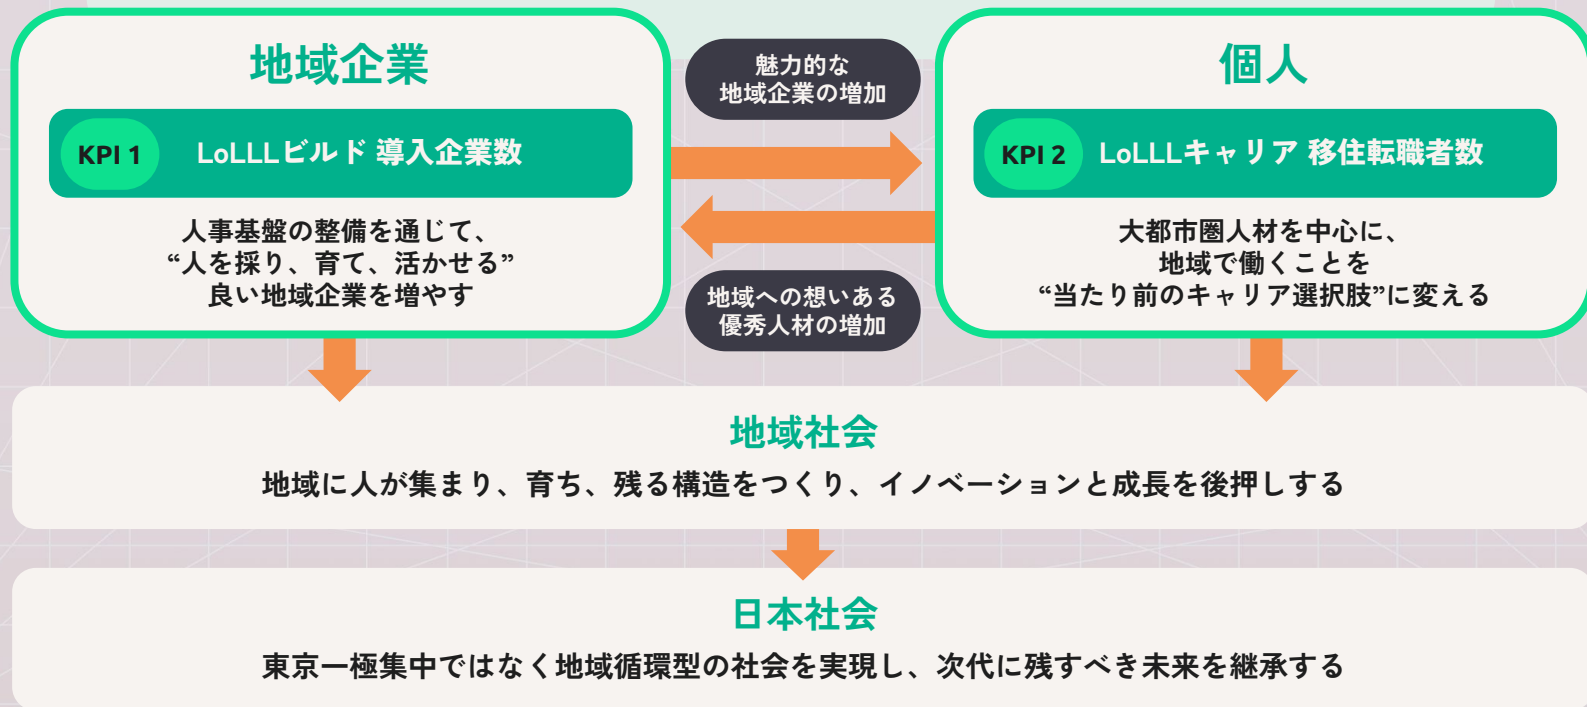 地域企業
KPI 1 LoLLLビルド 導入企業数
人事基盤の整備を通じて、
“人を採り、育て、活かせる”
良い地域企業を増やす
魅力的な
地域企業の増加
地域への想いある
優秀人材の増加
個人
KPI 2 LoLLLキャリア 移住転職者数
大都市圏人材を中心に、
地域で働くことを
“当たり前のキャリア選択肢”に変える
地域社会
地域に人が集まり、育ち、残る構造をつくり、イノベーションと成長を後押しする
日本社会
東京一極集中ではなく地域循環型の社会を実現し、次代に残すべき未来を継承する